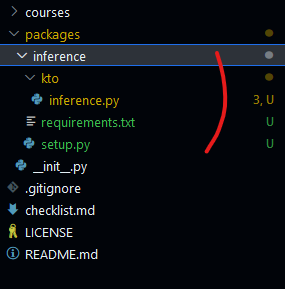 courses
packages
inference
kto
inference.py 3, U
requirements.txt U
setup.py U
__init__.py
.gitignore
checklist.md
LICENSE
README.md